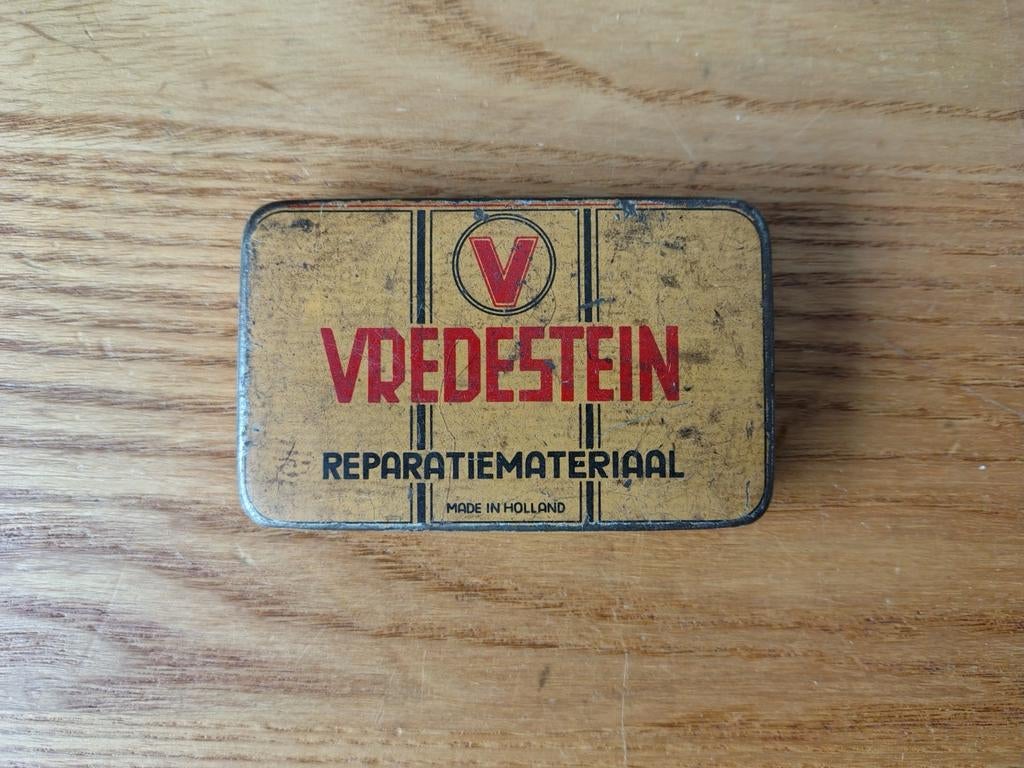 V
VREDESTEIN
REPARATIEMATERIAAL
MADE IN HOLLAND